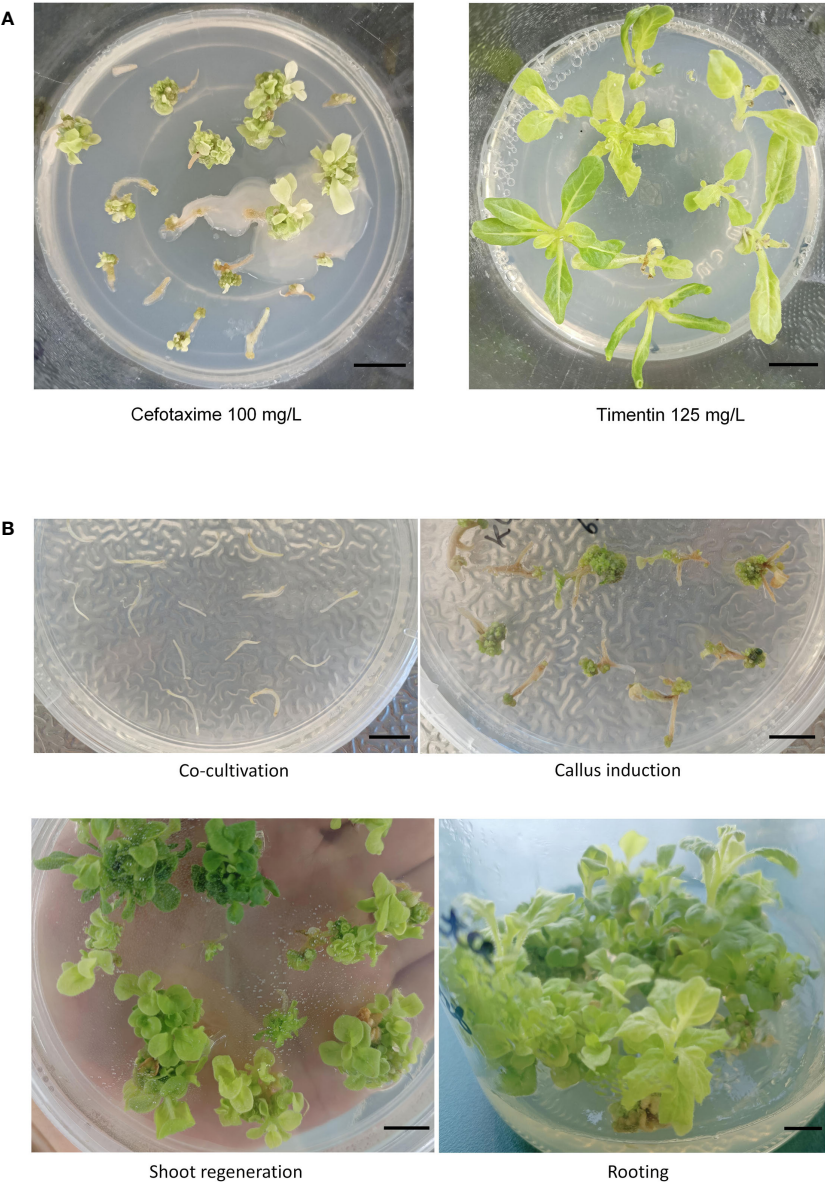 A
Cefotaxime 100 mg/L
Timentin 125 mg/L
B
Co-cultivation
Callus induction
Shoot regeneration
Rooting